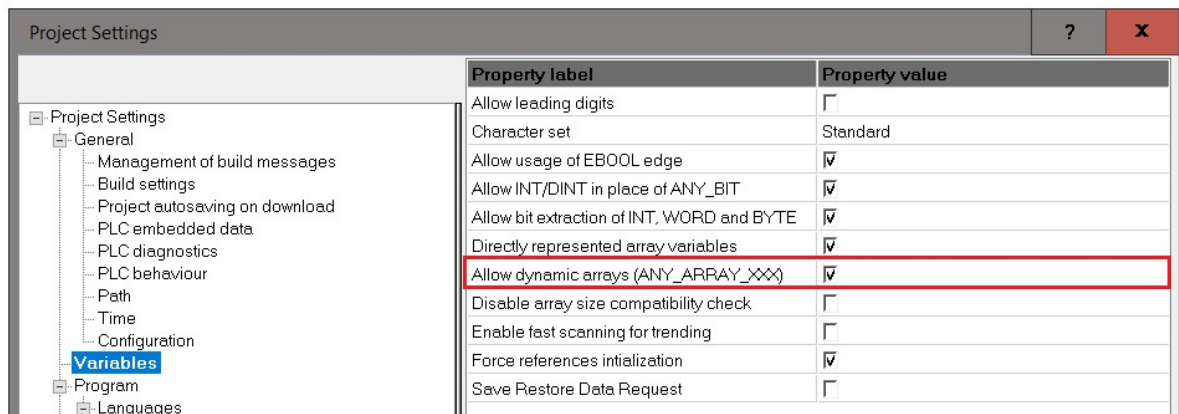 Project Settings
? x
Property label Property value
Allow leading digits
Character set Standard
Allow usage of EBOOL edge
Allow INT/DINT in place of ANY_BIT
Allow bit extraction of INT, WORD and BYTE
Directly represented array variables
Allow dynamic arrays (ANY_ARRAY_XXX)
Disable array size compatibility check
Enable fast scanning for trending
Force references intialization
Save Restore Data Request
Project Settings
General
Management of build messages
Build settings
Project autosaving on download
PLC embedded data
PLC diagnostics
PLC behaviour
Path
Time
Configuration
Variables
Program
Languages